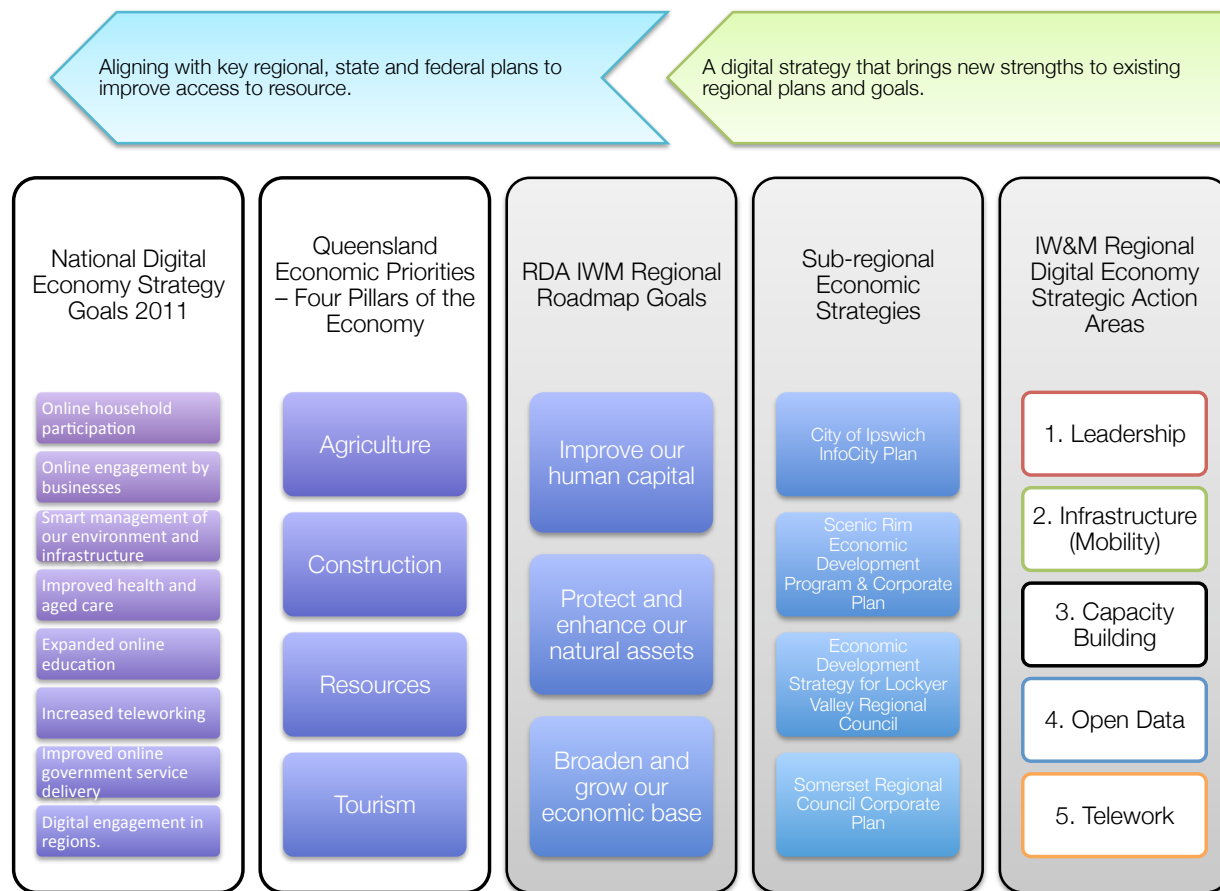 Aligning with key regional, state and federal plans to
improve access to resource.
A digital strategy that brings new strengths to existing
regional plans and goals.
National Digital
Economy Strategy
Goals 2011
Online household
participation
Online engagement by
businesses
Smart management of
our environment and
infrastructure
Improved health and
aged care
Expanded online
education
Increased teleworking
Improved online
government service
delivery
Digital engagement in
regions.
Queensland
Economic Priorities
– Four Pillars of the
Economy
Agriculture
Construction
Resources
Tourism
RDA IWM Regional
Roadmap Goals
Improve our
human capital
Protect and
enhance our
natural assets
Broaden and
grow our
economic base
Sub-regional
Economic
Strategies
City of Ipswich
InfoCity Plan
Scenic Rim
Economic
Development
Program & Corporate
Plan
Economic
Development
Strategy for Lockyer
Valley Regional
Council
Somerset Regional
Council Corporate
Plan
IW&M Regional
Digital Economy
Strategic Action
Areas
1. Leadership
2. Infrastructure
(Mobility)
3. Capacity
Building
4. Open Data
5. Telework